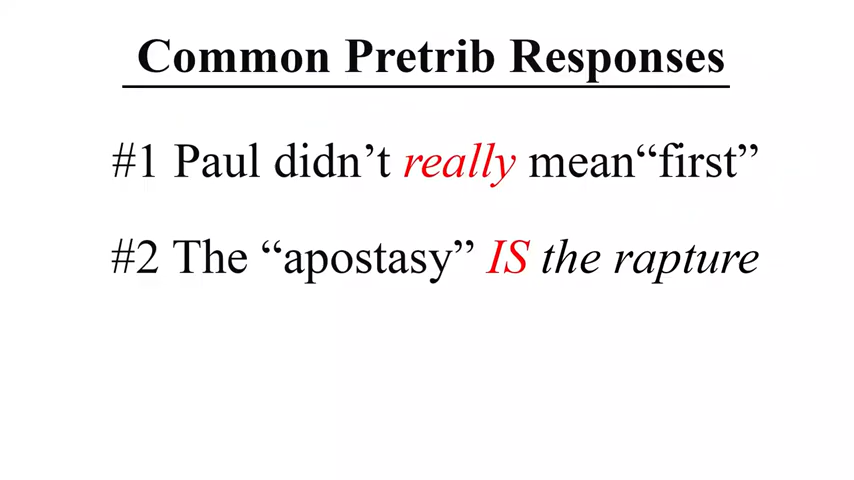 Common Pretrib Responses
#1 Paul didn’t really mean“first”
#2 The “apostasy” IS the rapture